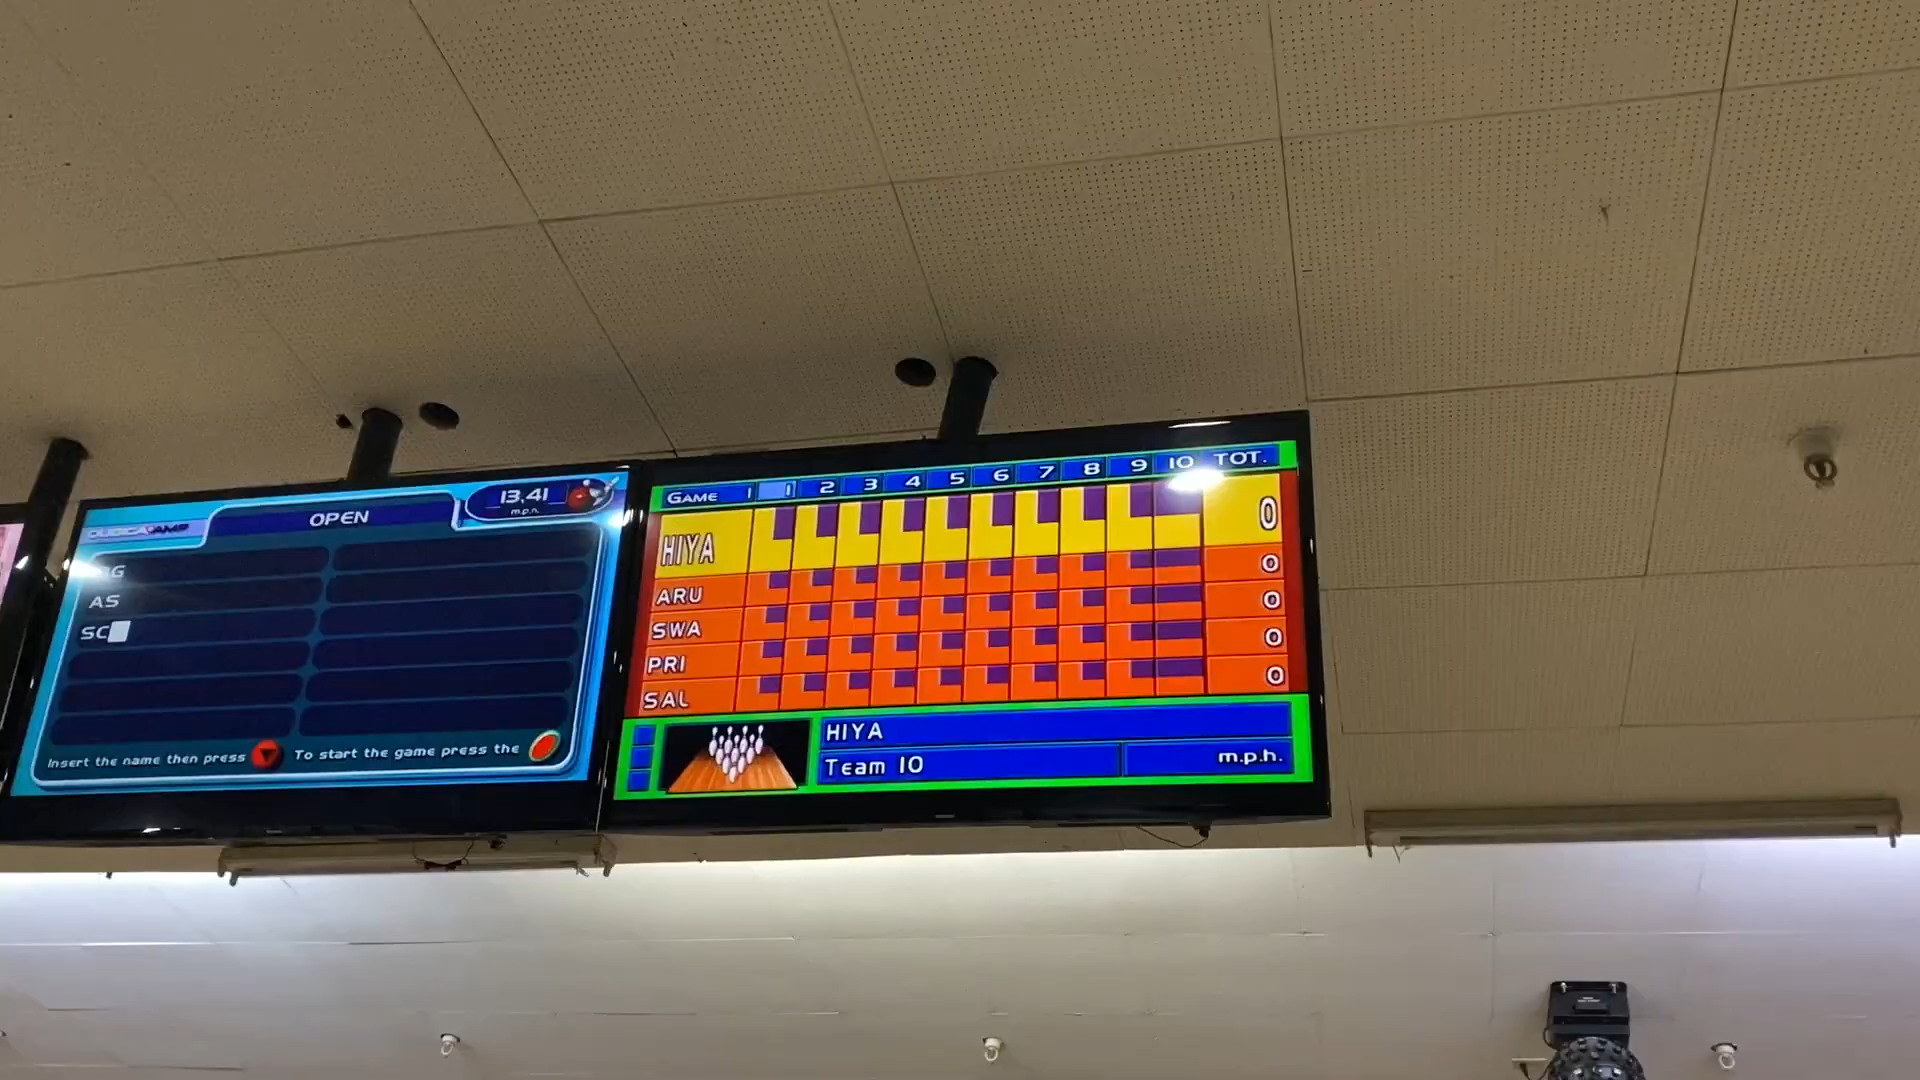 OPEN
13,41
m.p.h.
AS
SC
Insert the name then press
To start the game press the
GAME 1 1 2 3 4 5 6 7 8 9 10 TOT.
HIYA 0
ARU 0
SWA 0
PRI 0
SAL 0
HIYA
Team 10
m.p.h.